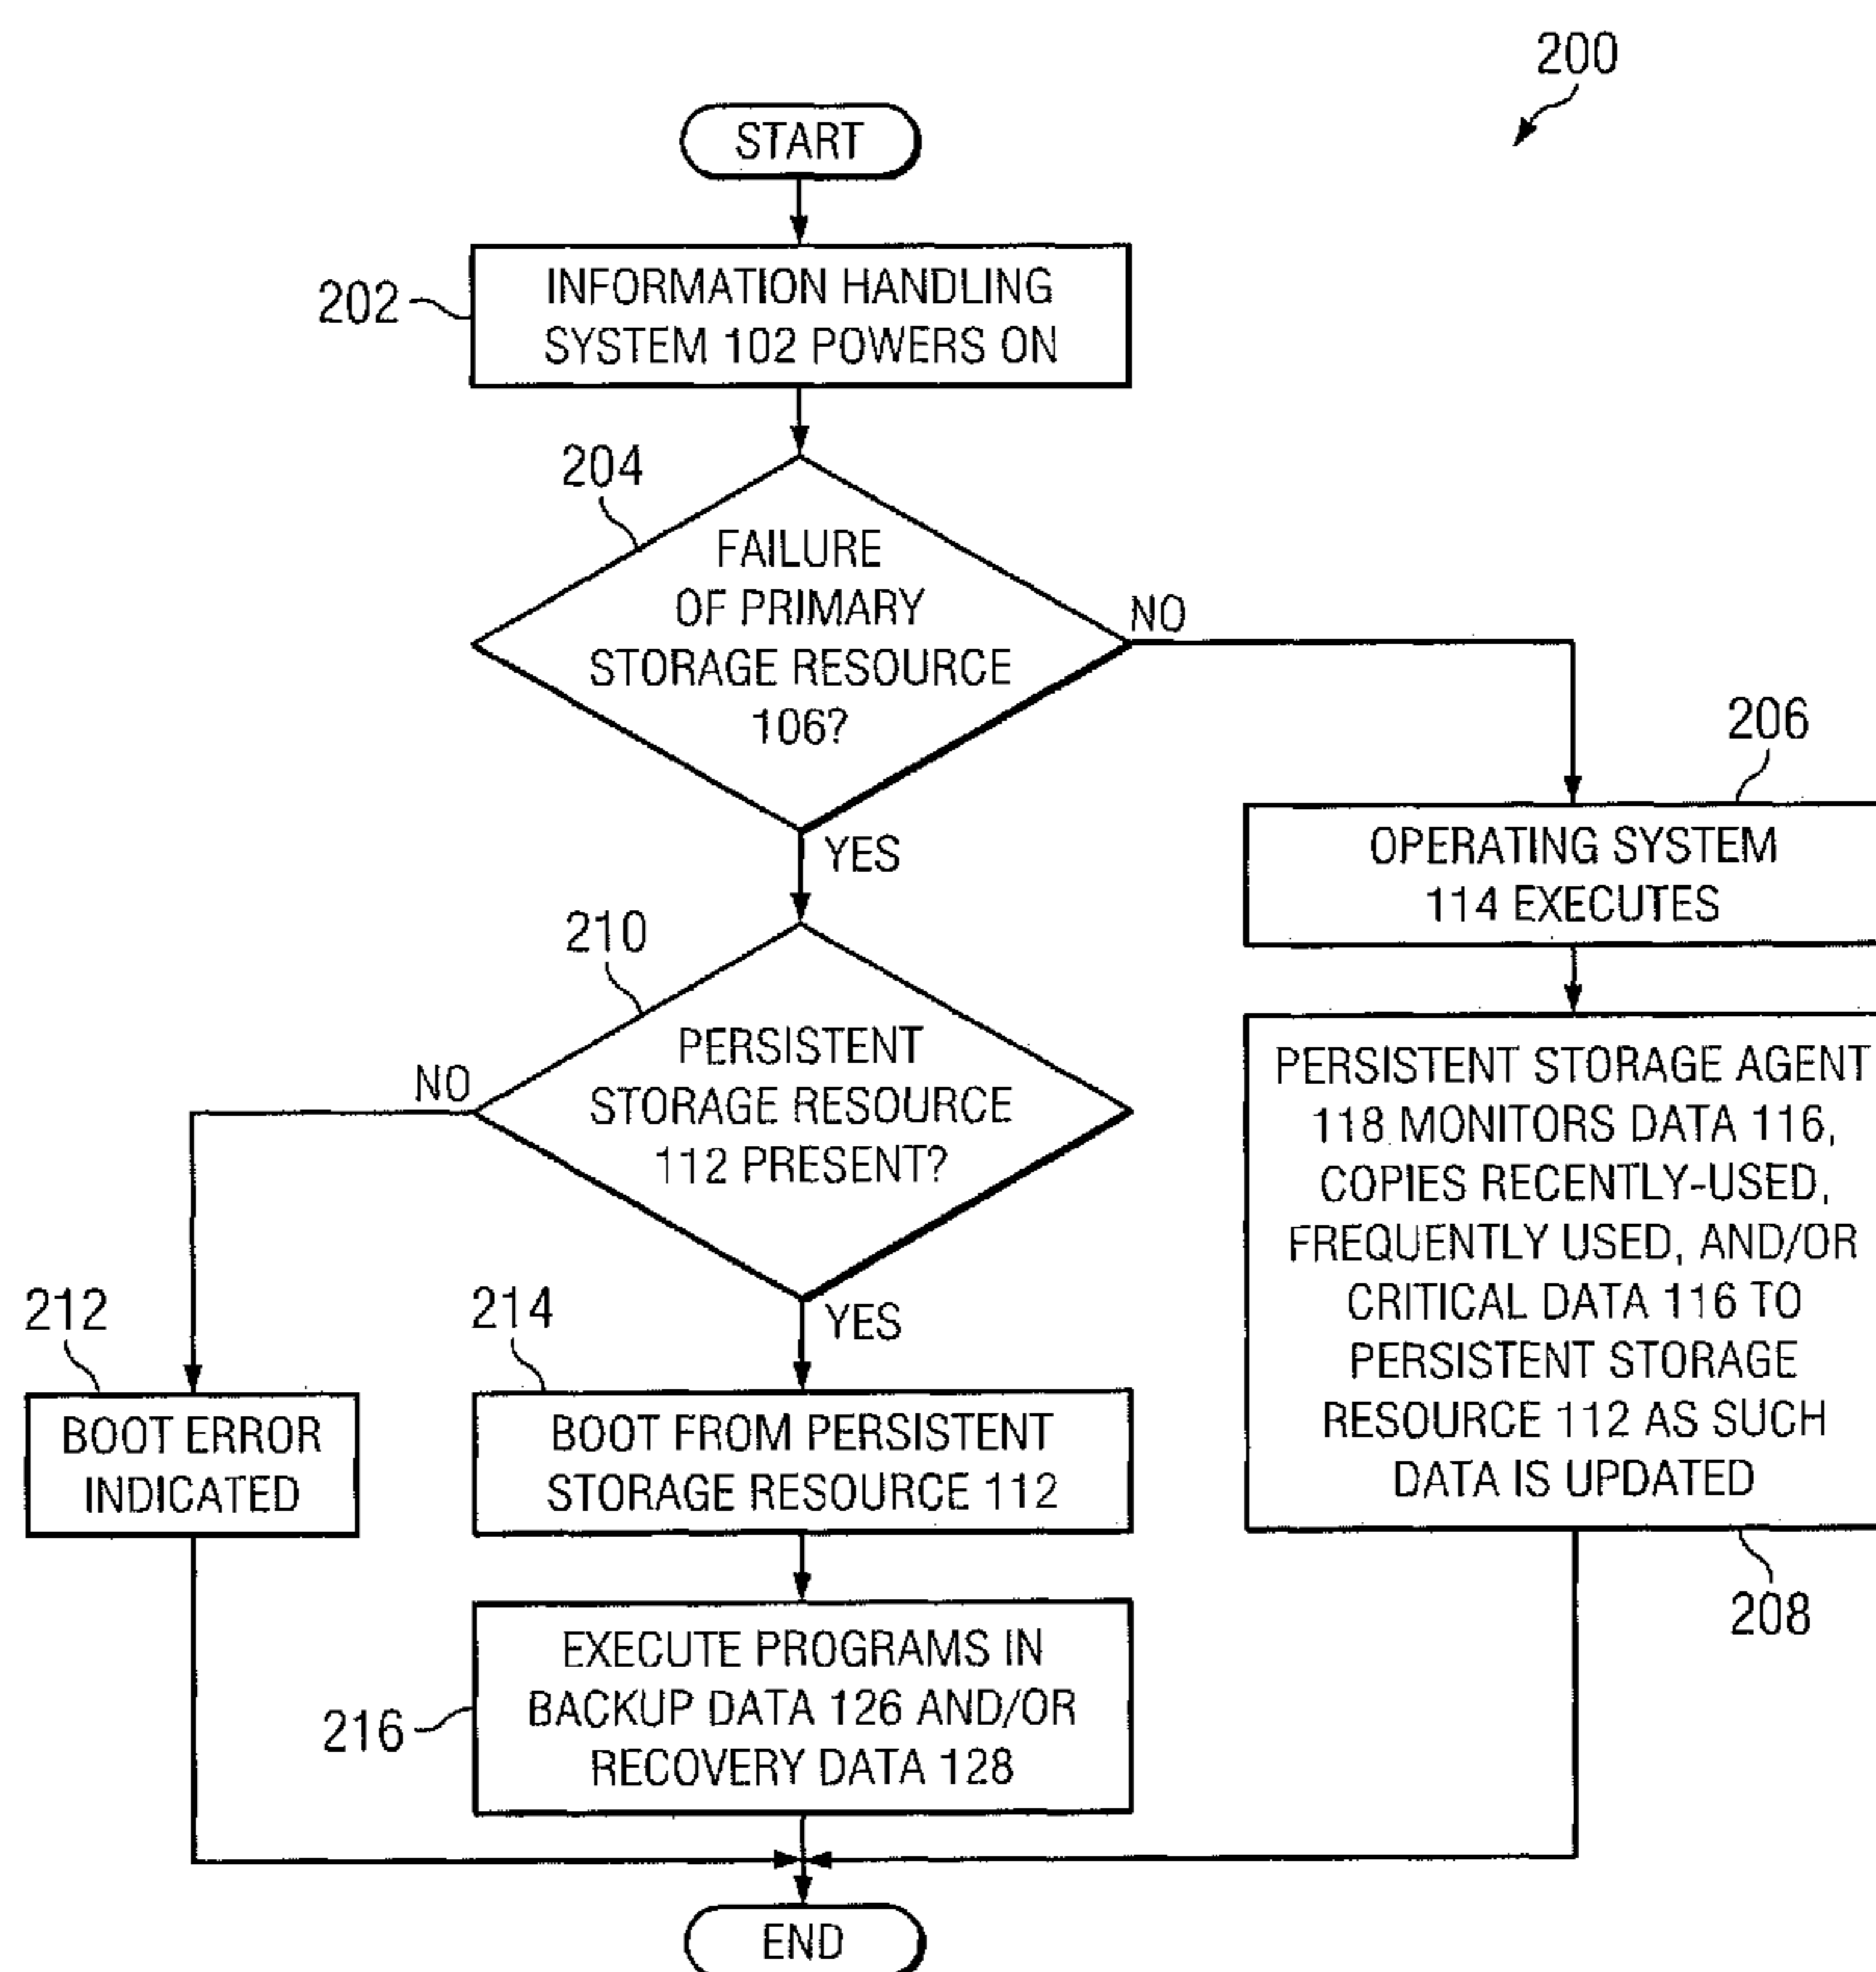 200
START
202
INFORMATION HANDLING
SYSTEM 102 POWERS ON
204
FAILURE
OF PRIMARY
STORAGE RESOURCE
106?
NO
YES
206
OPERATING SYSTEM
114 EXECUTES
210
PERSISTENT
STORAGE RESOURCE
112 PRESENT?
NO
YES
PERSISTENT STORAGE AGENT
118 MONITORS DATA 116,
COPIES RECENTLY-USED,
FREQUENTLY USED, AND/OR
CRITICAL DATA 116 TO
PERSISTENT STORAGE
RESOURCE 112 AS SUCH
DATA IS UPDATED
208
212
BOOT ERROR
INDICATED
214
BOOT FROM PERSISTENT
STORAGE RESOURCE 112
216
EXECUTE PROGRAMS IN
BACKUP DATA 126 AND/OR
RECOVERY DATA 128
END